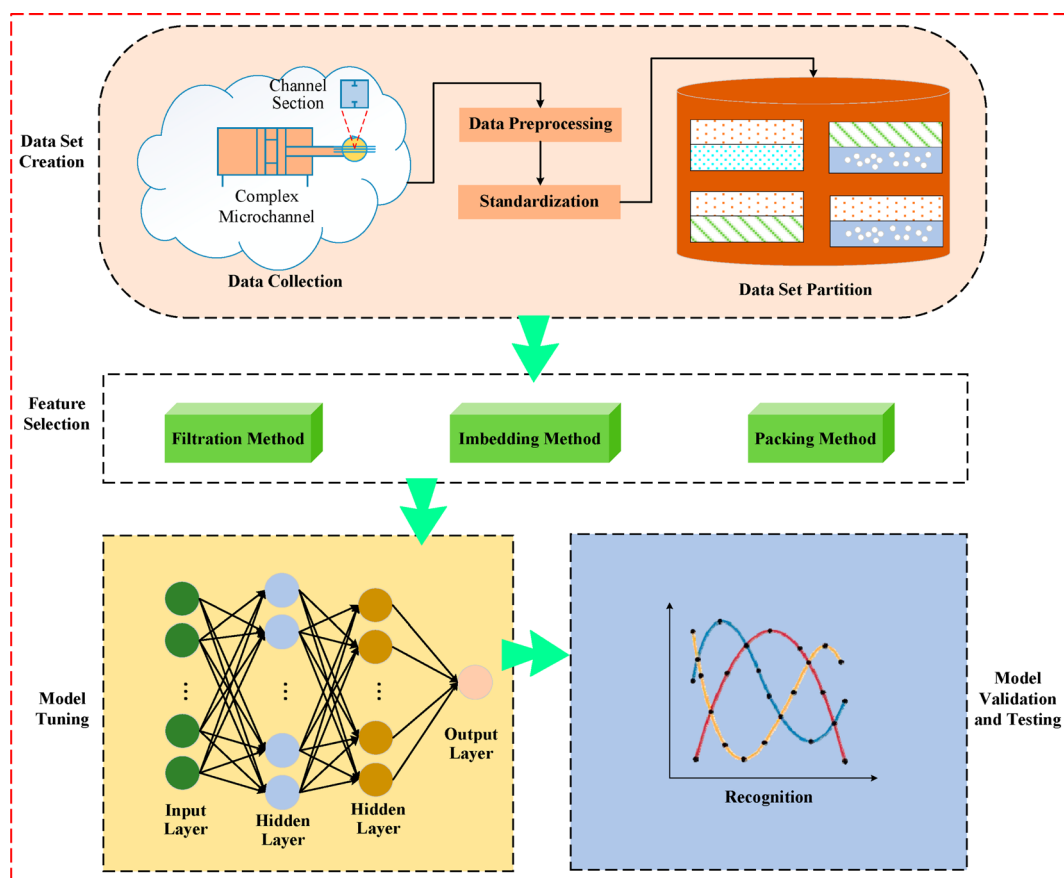 Data Set
Creation
Channel
Section
Complex
Microchannel
Data Collection
Data Preprocessing
Standardization
Data Set Partition
Feature
Selection
Filtration Method
Imbedding Method
Packing Method
Model
Tuning
Input
Layer
Hidden
Layer
Hidden
Layer
Output
Layer
Recognition
Model
Validation
and Testing